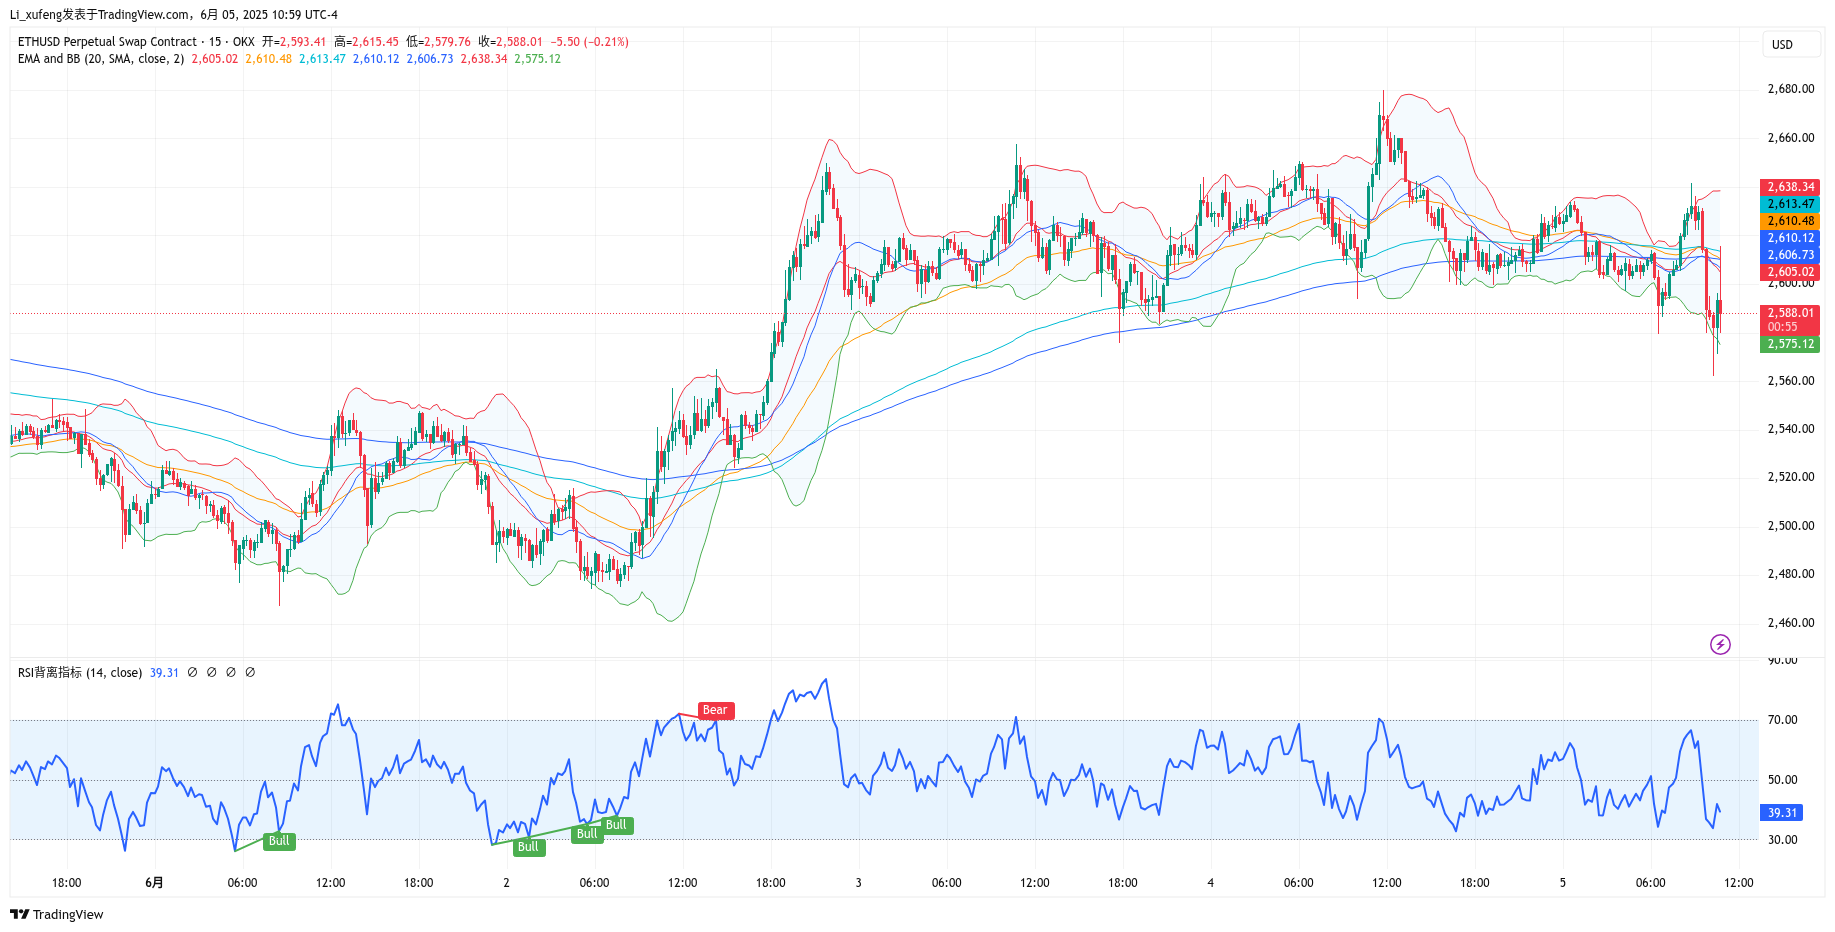 Li_xufeng发表于TradingView.com，6月 05, 2025 10:59 UTC-4
ETHUSD Perpetual Swap Contract · 15 · OKX 开=2,593.41 高=2,615.45 低=2,579.76 收=2,588.01 −5.50 (−0.21%)
USD
EMA and BB (20, SMA, close, 2) 2,605.02 2,610.48 2,613.47 2,610.12 2,606.73 2,638.34 2,575.12
2,680.00
2,660.00
2,638.34
2,613.47
2,610.48
2,610.12
2,606.73
2,605.02
2,600.00
2,588.01
00:55
2,575.12
2,560.00
2,540.00
2,520.00
2,500.00
2,480.00
2,460.00
90.00
RSI背离指标 (14, close) 39.31 ∅ ∅ ∅ ∅
Bear
70.00
50.00
39.31
Bull
Bull
Bull
Bull
30.00
18:00 6月 06:00 12:00 18:00 2 06:00 12:00 18:00 3 06:00 12:00 18:00 4 06:00 12:00 18:00 5 06:00 12:00
TradingView